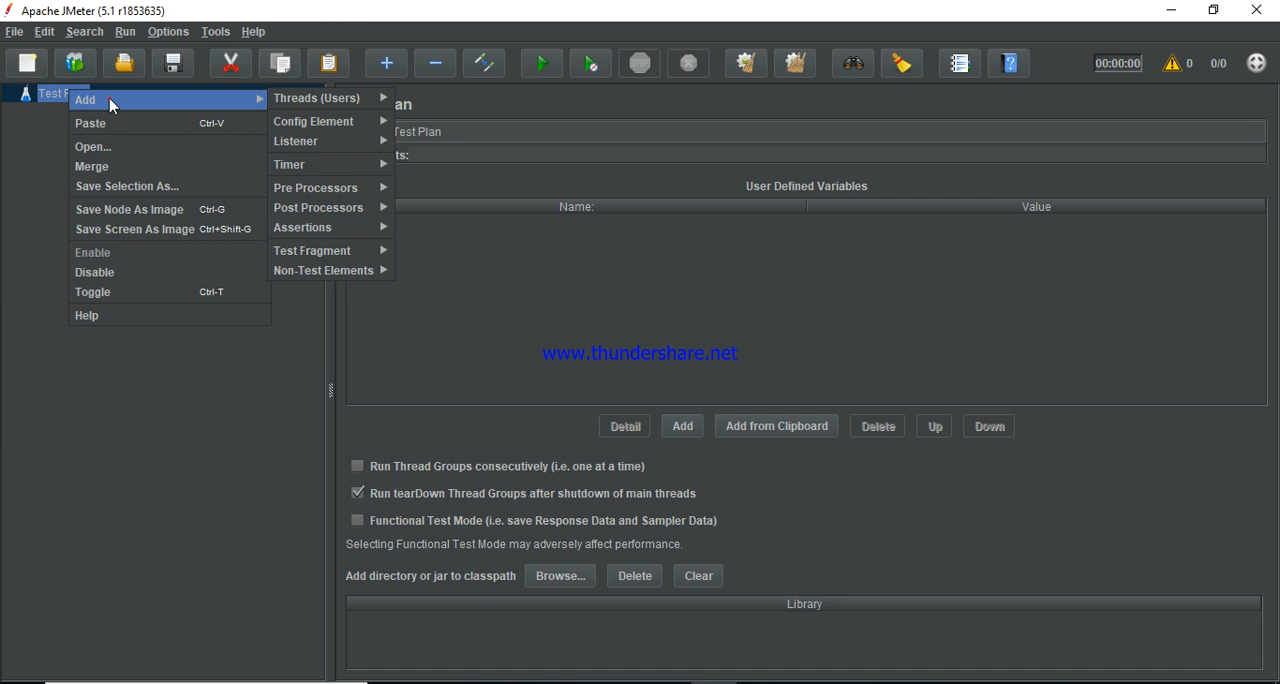 Apache JMeter (5.1 r1853635)
File Edit Search Run Options Tools Help
STOP 00:00:00 0 0/0
Test
Add
Paste Ctrl-V
Open...
Merge
Save Selection As...
Save Node As Image Ctrl-G
Save Screen As Image Ctrl+Shift-G
Enable
Disable
Toggle Ctrl-T
Help
Threads (Users)
Config Element
Listener
Timer
Pre Processors
Post Processors
Assertions
Test Fragment
Non-Test Elements
an
Test Plan
ts:
User Defined Variables
Name: Value
www.thundershare.net
Detail Add Add from Clipboard Delete Up Down
Run Thread Groups consecutively (i.e. one at a time)
Run tearDown Thread Groups after shutdown of main threads
Functional Test Mode (i.e. save Response Data and Sampler Data)
Selecting Functional Test Mode may adversely affect performance.
Add directory or jar to classpath Browse... Delete Clear
Library